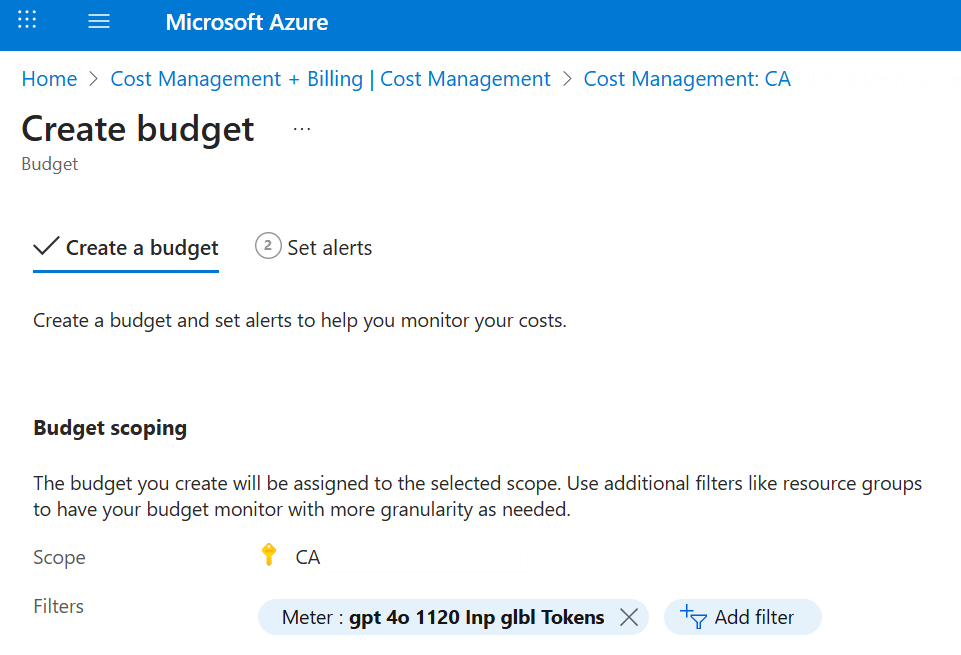 Microsoft Azure
Home > Cost Management + Billing | Cost Management > Cost Management: CA
Create budget ...
Budget
Create a budget
2 Set alerts
Create a budget and set alerts to help you monitor your costs.
Budget scoping
The budget you create will be assigned to the selected scope. Use additional filters like resource groups
to have your budget monitor with more granularity as needed.
Scope CA
Filters Meter : gpt 4o 1120 Inp glbl Tokens Add filter